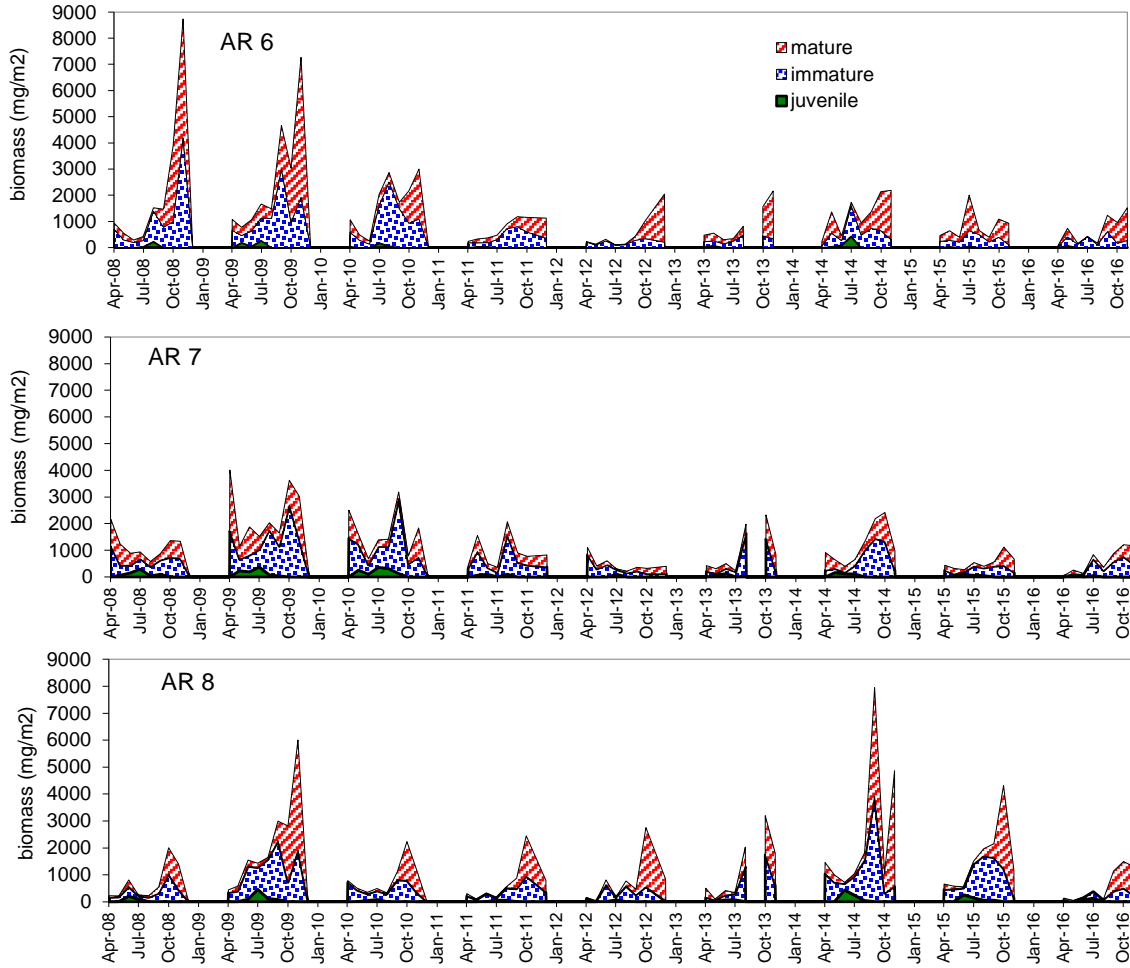 AR 6
mature
immature
juvenile
biomass (mg/m2)
9000
8000
7000
6000
5000
4000
3000
2000
1000
0
Apr-08
Jul-08
Oct-08
Jan-09
Apr-09
Jul-09
Oct-09
Jan-10
Apr-10
Jul-10
Oct-10
Jan-11
Apr-11
Jul-11
Oct-11
Jan-12
Apr-12
Jul-12
Oct-12
Jan-13
Apr-13
Jul-13
Oct-13
Jan-14
Apr-14
Jul-14
Oct-14
Jan-15
Apr-15
Jul-15
Oct-15
Jan-16
Apr-16
Jul-16
Oct-16
AR 7
biomass (mg/m2)
9000
8000
7000
6000
5000
4000
3000
2000
1000
0
Apr-08
Jul-08
Oct-08
Jan-09
Apr-09
Jul-09
Oct-09
Jan-10
Apr-10
Jul-10
Oct-10
Jan-11
Apr-11
Jul-11
Oct-11
Jan-12
Apr-12
Jul-12
Oct-12
Jan-13
Apr-13
Jul-13
Oct-13
Jan-14
Apr-14
Jul-14
Oct-14
Jan-15
Apr-15
Jul-15
Oct-15
Jan-16
Apr-16
Jul-16
Oct-16
AR 8
biomass (mg/m2)
9000
8000
7000
6000
5000
4000
3000
2000
1000
0
Apr-08
Jul-08
Oct-08
Jan-09
Apr-09
Jul-09
Oct-09
Jan-10
Apr-10
Jul-10
Oct-10
Jan-11
Apr-11
Jul-11
Oct-11
Jan-12
Apr-12
Jul-12
Oct-12
Jan-13
Apr-13
Jul-13
Oct-13
Jan-14
Apr-14
Jul-14
Oct-14
Jan-15
Apr-15
Jul-15
Oct-15
Jan-16
Apr-16
Jul-16
Oct-16